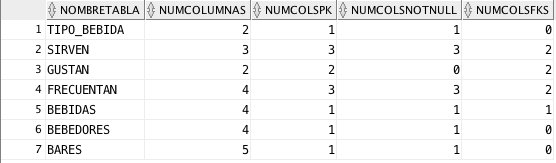 NOMBRETABLA NUMCOLUMNAS NUMCOLSPK NUMCOLSNOTNULL NUMCOLSFKS
1 TIPO_BEBIDA 2 1 1 0
2 SIRVEN 3 3 3 2
3 GUSTAN 2 2 0 2
4 FRECUENTAN 4 3 3 2
5 BEBIDAS 4 1 1 1
6 BEBEDORES 4 1 1 0
7 BARES 5 1 1 0